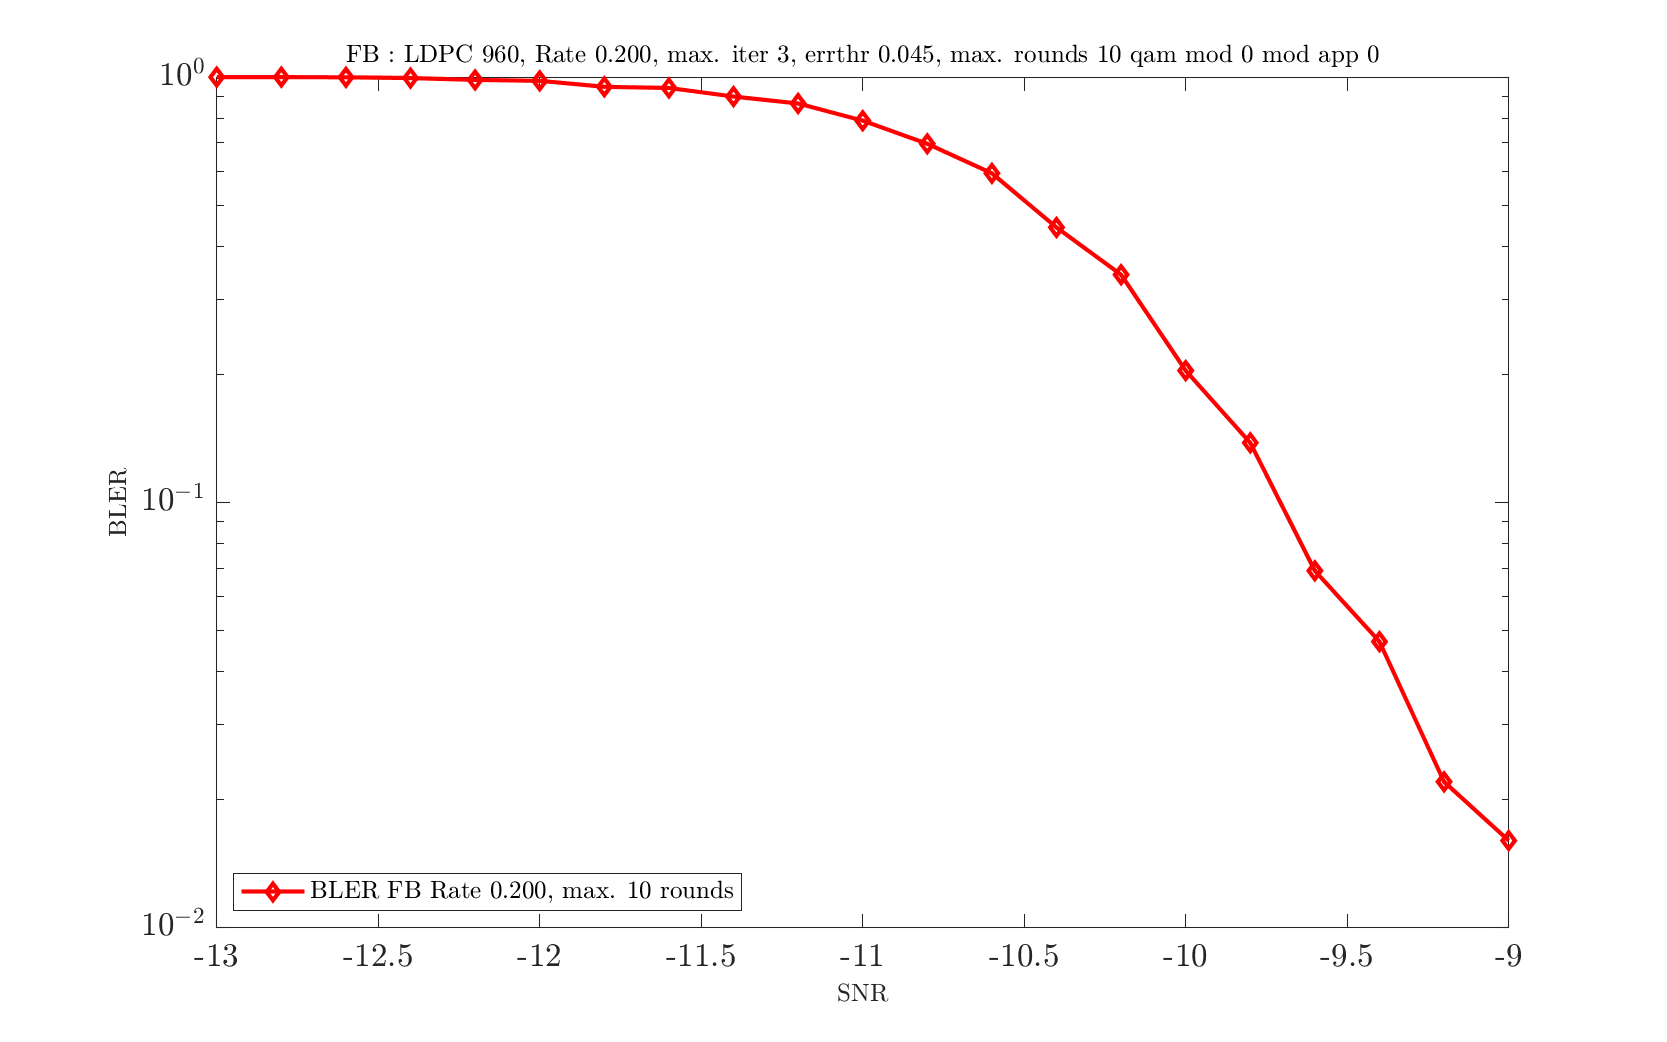 FB : LDPC 960, Rate 0.200, max. iter 3, errthr 0.045, max. rounds 10 qam mod 0 mod app 0
10⁰
10⁻¹
10⁻²
BLER
BLER FB Rate 0.200, max. 10 rounds
-13 -12.5 -12 -11.5 -11 -10.5 -10 -9.5 -9
SNR